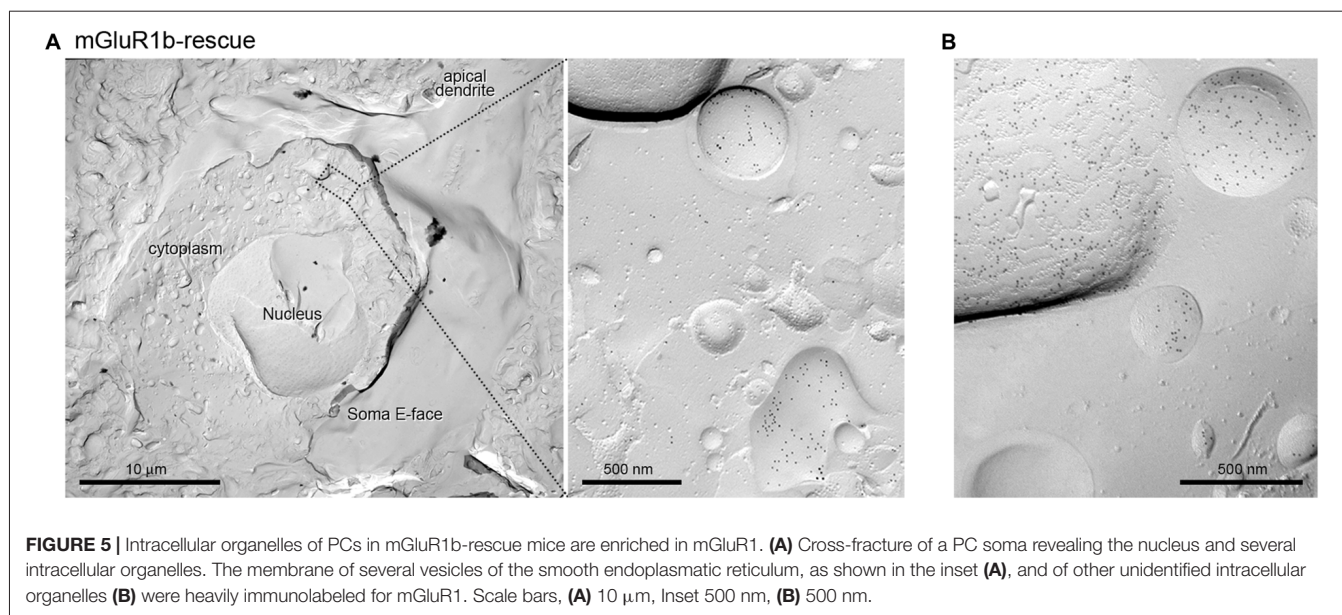 A mGluR1b-rescue
B
apical
dendrite
cytoplasm
Nucleus
Soma E-face
10 μm
500 nm
500 nm
FIGURE 5 | Intracellular organelles of PCs in mGluR1b-rescue mice are enriched in mGluR1. (A) Cross-fracture of a PC soma revealing the nucleus and several
intracellular organelles. The membrane of several vesicles of the smooth endoplasmatic reticulum, as shown in the inset (A), and of other unidentified intracellular
organelles (B) were heavily immunolabeled for mGluR1. Scale bars, (A) 10 μm, Inset 500 nm, (B) 500 nm.